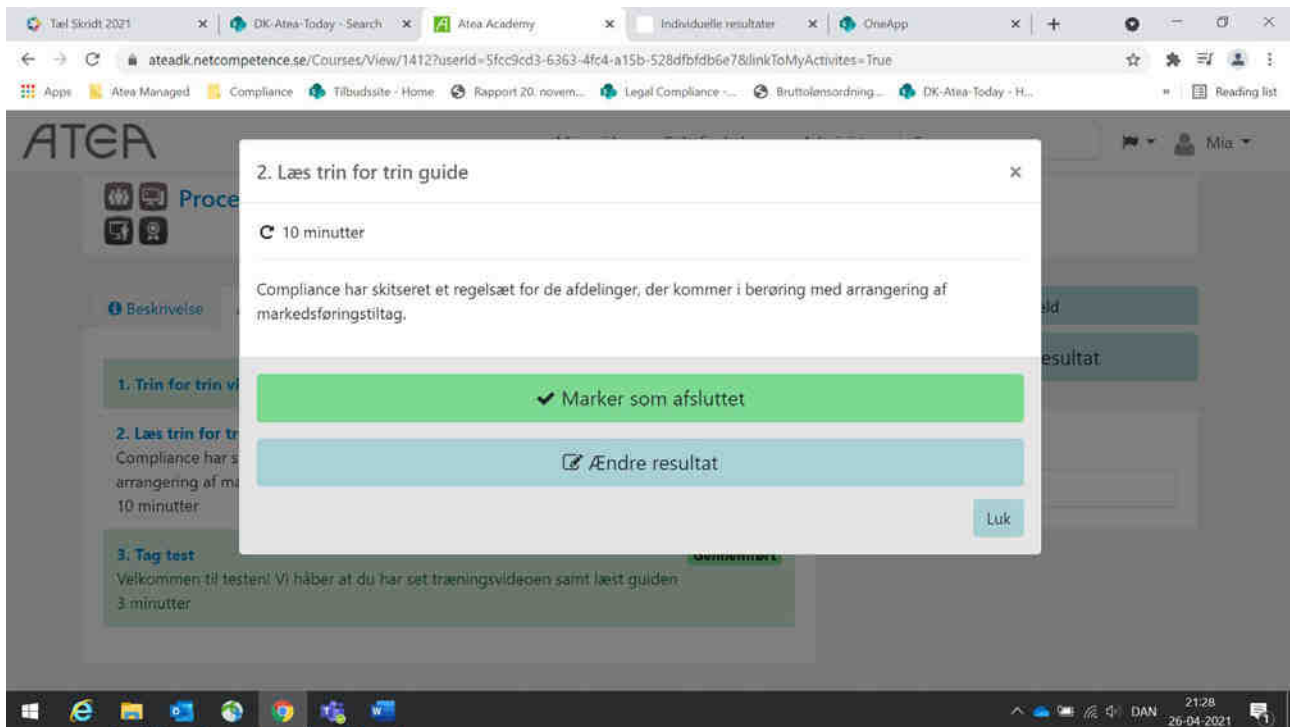 Tæl Skridt 2021
DK-Atea-Today - Search
Atea Academy
Individuelle resultater
OneApp
ateadk.netcompetence.se/Courses/View/1412?userId=5fcc9cd3-6363-4fc4-a15b-528dfbfdb6e7&linkToMyActivites=True
Apps
Atea Managed
Compliance
Tilbudssite - Home
Rapport 20. novem...
Legal Compliance -...
Bruttolønsordning...
DK-Atea-Today - H...
»
Reading list
ATEA
Mia
Proce
2. Læs trin for trin guide
×
10 minutter
Compliance har skitseret et regelsæt for de afdelinger, der kommer i berøring med arrangering af
markedsføringstiltag.
Marker som afsluttet
Ændre resultat
Luk
Beskrivelse
eld
esultat
1. Trin for trin vi
2. Læs trin for tr
Compliance har s
arrangering af ma
10 minutter
3. Tag test
Gennemført
Velkommen til testen! Vi håber at du har set træningsvideoen samt læst guiden
3 minutter
DAN
21:28
26-04-2021